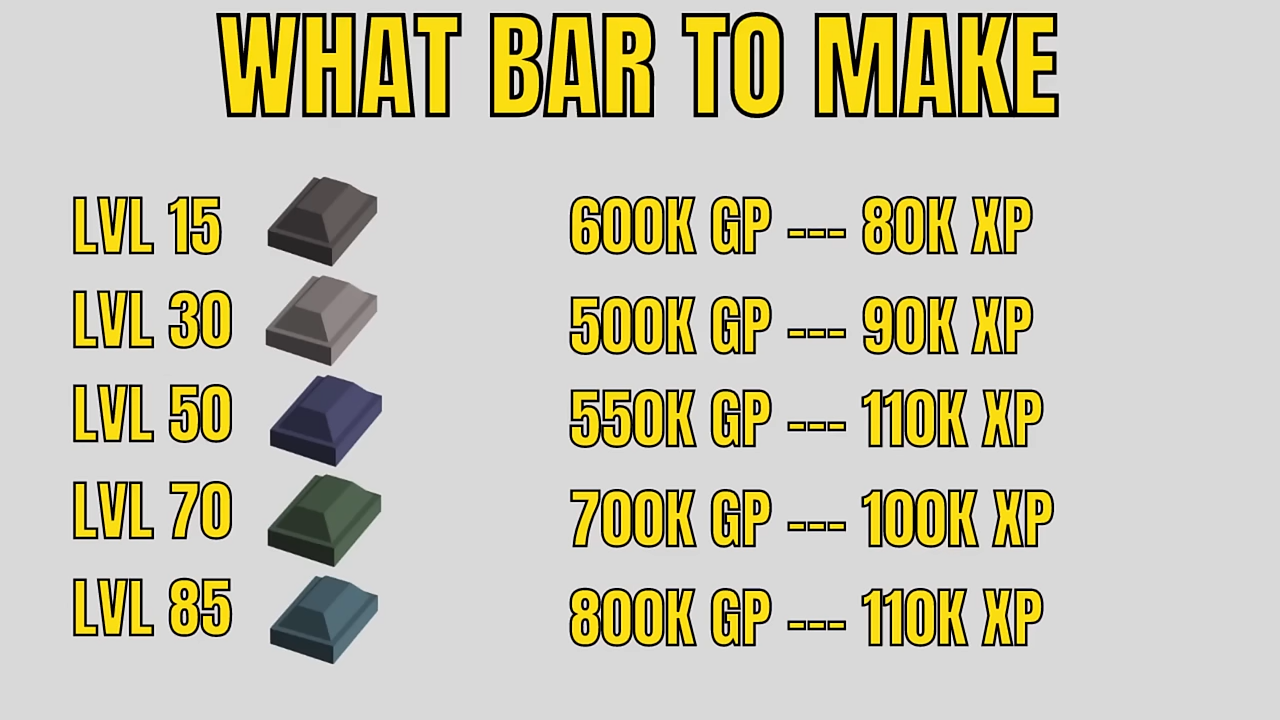 WHAT BAR TO MAKE
LVL 15 600K GP --- 80K XP
LVL 30 500K GP --- 90K XP
LVL 50 550K GP --- 110K XP
LVL 70 700K GP --- 100K XP
LVL 85 800K GP --- 110K XP